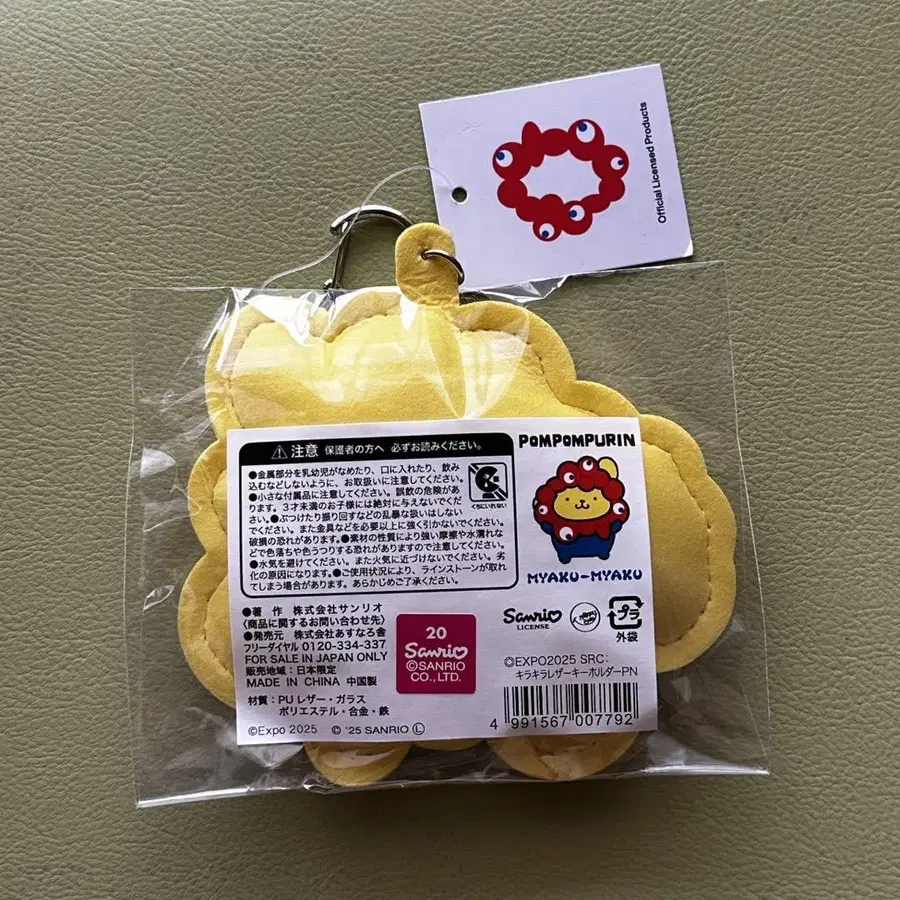 Official Licensed Products
注意 保護者の方へ 必ずお読みください。
●金属部分を乳幼児がなめたり、口に入れたり、飲み
込むなどしないように、お取扱いに注意してください。
●小さな付属品に注意してください。誤飲の危険があ
ります。3才未満のお子様には絶対に与えないでくだ
さい。●ぶつけたり振り回すなどの乱暴な扱いはしない
でください。また金具などを必要以上に強く引かないでください。
破損の恐れがあります。●素材の性質により強い摩擦や水濡れな
どで色落ちや色うつりする恐れがありますので注意してください。
●水気を避けてください。また火気に近づけないでください。劣
化の原因になります。●ご使用状況により、ラインストーンが取れ
てしまう場合があります。あらかじめご了承ください。
くちにいれない
POMPOMPURIN
MYAKU-MYAKU
●著 作 株式会社サンリオ
〈商品に関するお問い合わせ先〉
●発売元 株式会社あすなろ舎
フリーダイヤル 0120-334-337
FOR SALE IN JAPAN ONLY
販売地域:日本限定
MADE IN CHINA 中国製
材質:PUレザー・ガラス
ポリエステル・合金・鉄
©Expo 2025 © '25 SANRIO Ⓛ
20
Sanrio
©SANRIO
CO.,LTD.
Sanrio
LICENSE
プラ
外袋
©EXPO2025 SRC:
キラキラレザーキーホルダーPN
4 991567 007792